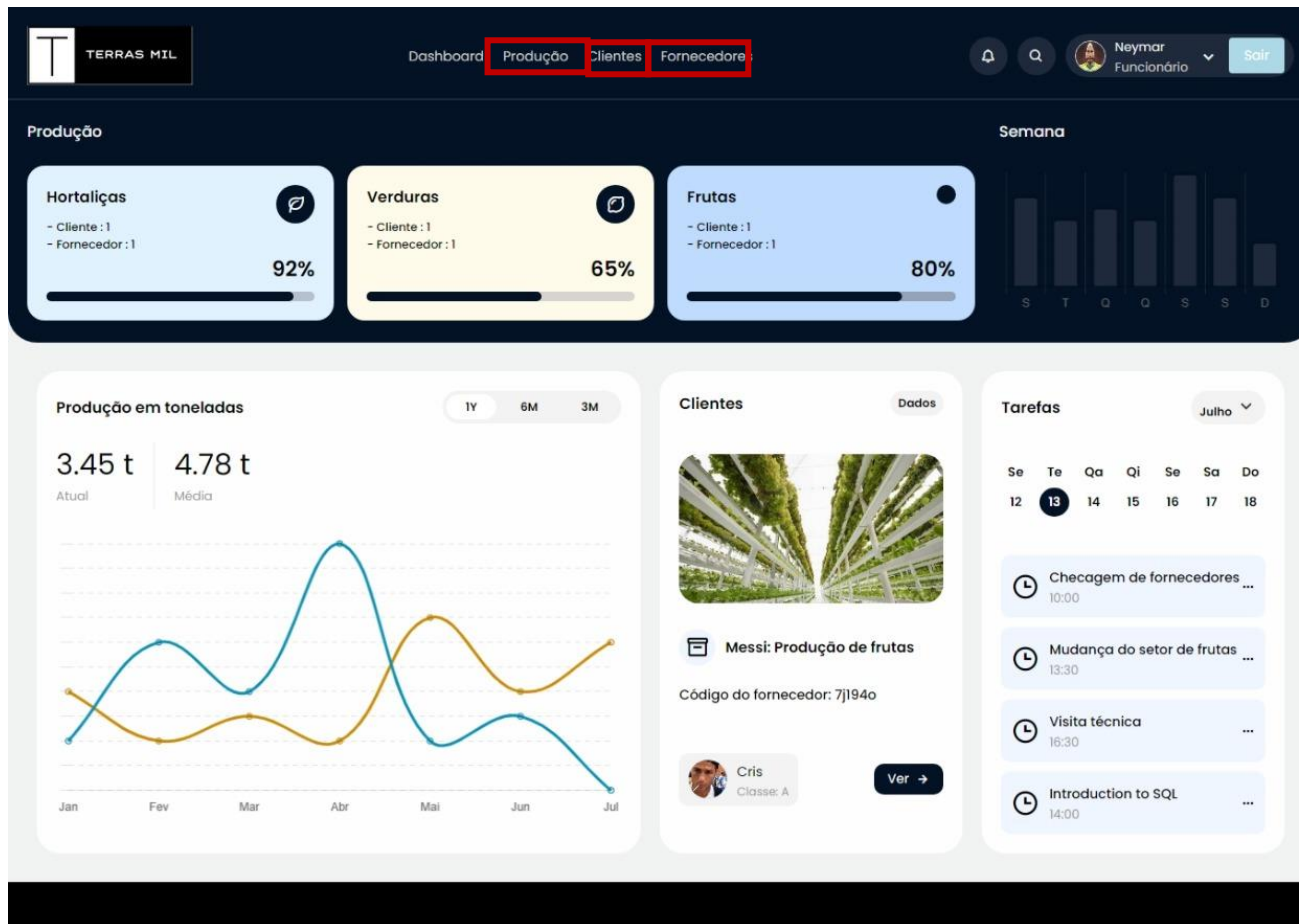 T TERRAS MIL
Dashboard Produção Clientes Fornecedores
Neymar
Funcionário
Sair
Produção
Semana
Hortaliças
- Cliente : 1
- Fornecedor : 1
92%
Verduras
- Cliente : 1
- Fornecedor : 1
65%
Frutas
- Cliente : 1
- Fornecedor : 1
80%
S T Q Q S S D
Produção em toneladas
1Y 6M 3M
3.45 t 4.78 t
Atual Média
Jan Fev Mar Abr Mai Jun Jul
Clientes
Dados
Messi: Produção de frutas
Código do fornecedor: 7j194o
Cris
Classe: A
Ver →
Tarefas
Julho
Se Te Qa Qi Se Sa Do
12 13 14 15 16 17 18
Checagem de fornecedores ...
10:00
Mudança do setor de frutas ...
13:30
Visita técnica ...
16:30
Introduction to SQL ...
14:00